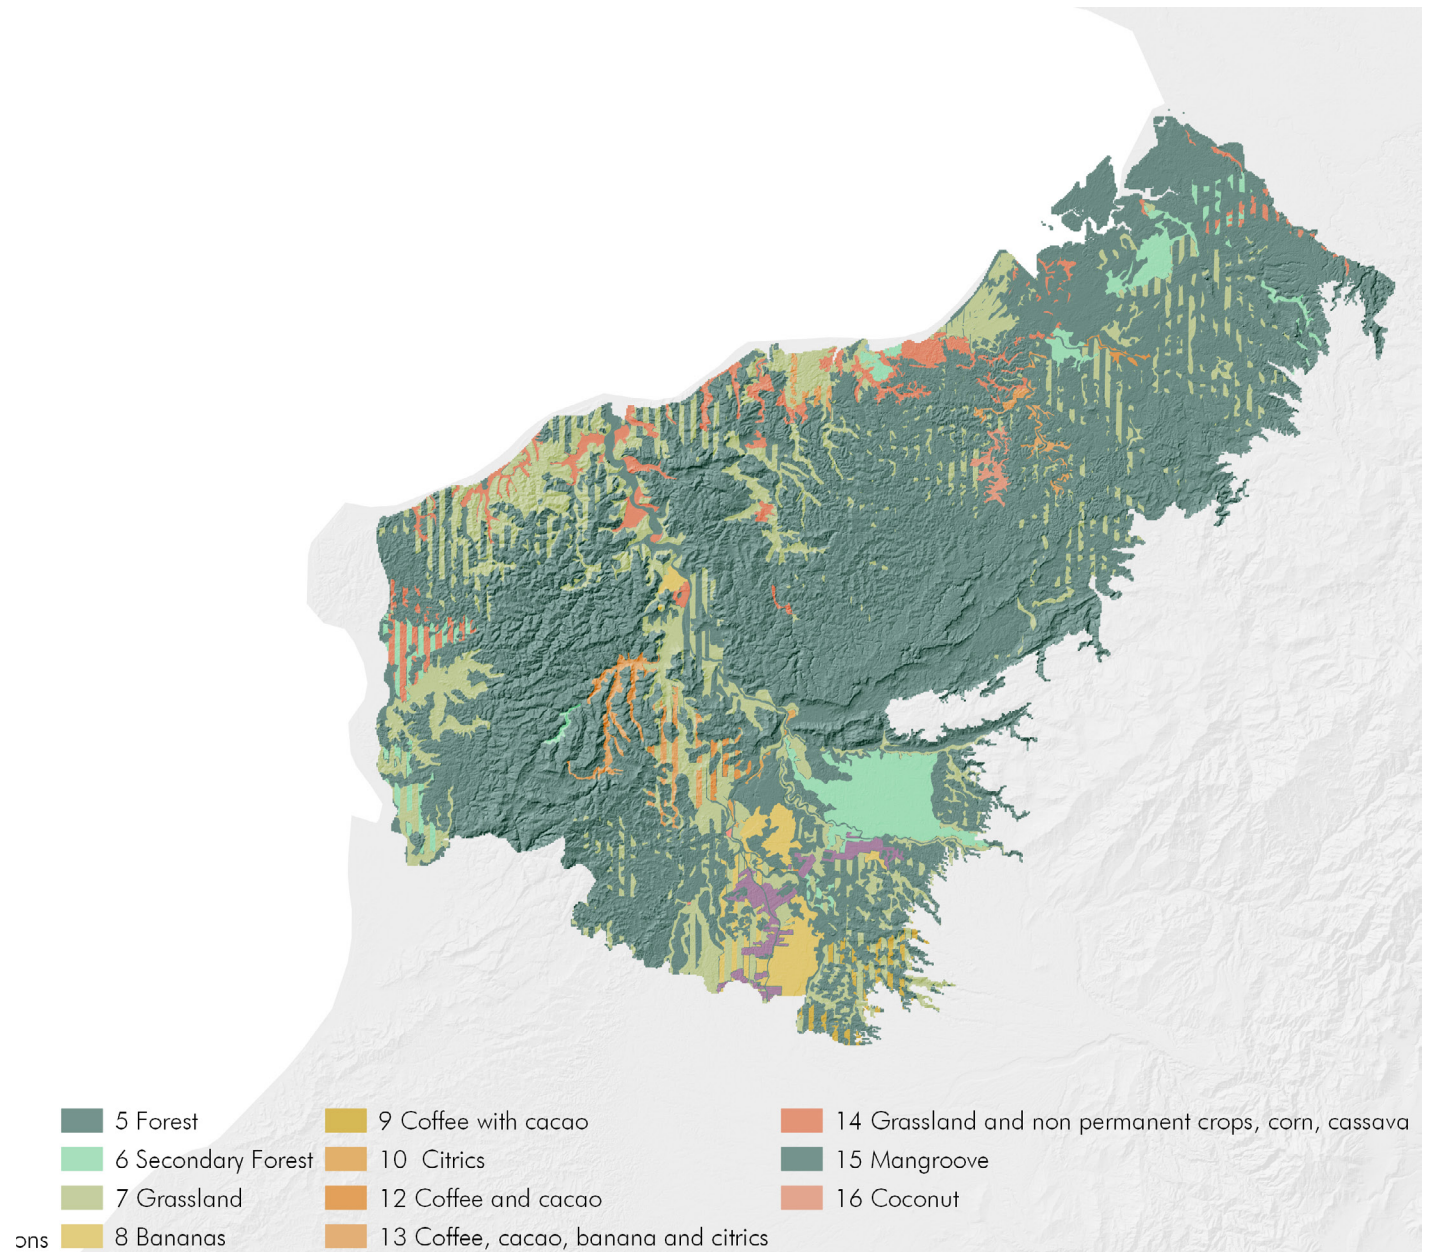 5 Forest
6 Secondary Forest
7 Grassland
ons
8 Bananas
9 Coffee with cacao
10 Citrics
12 Coffee and cacao
13 Coffee, cacao, banana and citrics
14 Grassland and non permanent crops, corn, cassava
15 Mangroove
16 Coconut